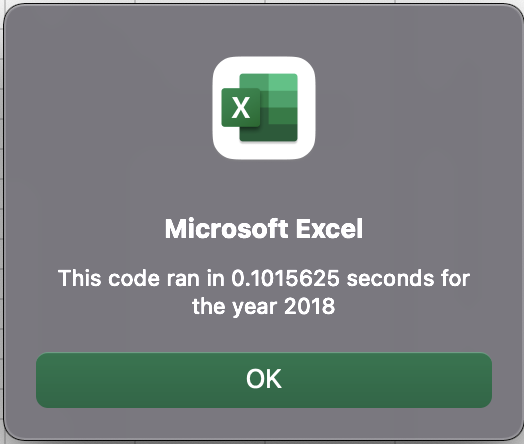 X
Microsoft Excel
This code ran in 0.1015625 seconds for
the year 2018
OK